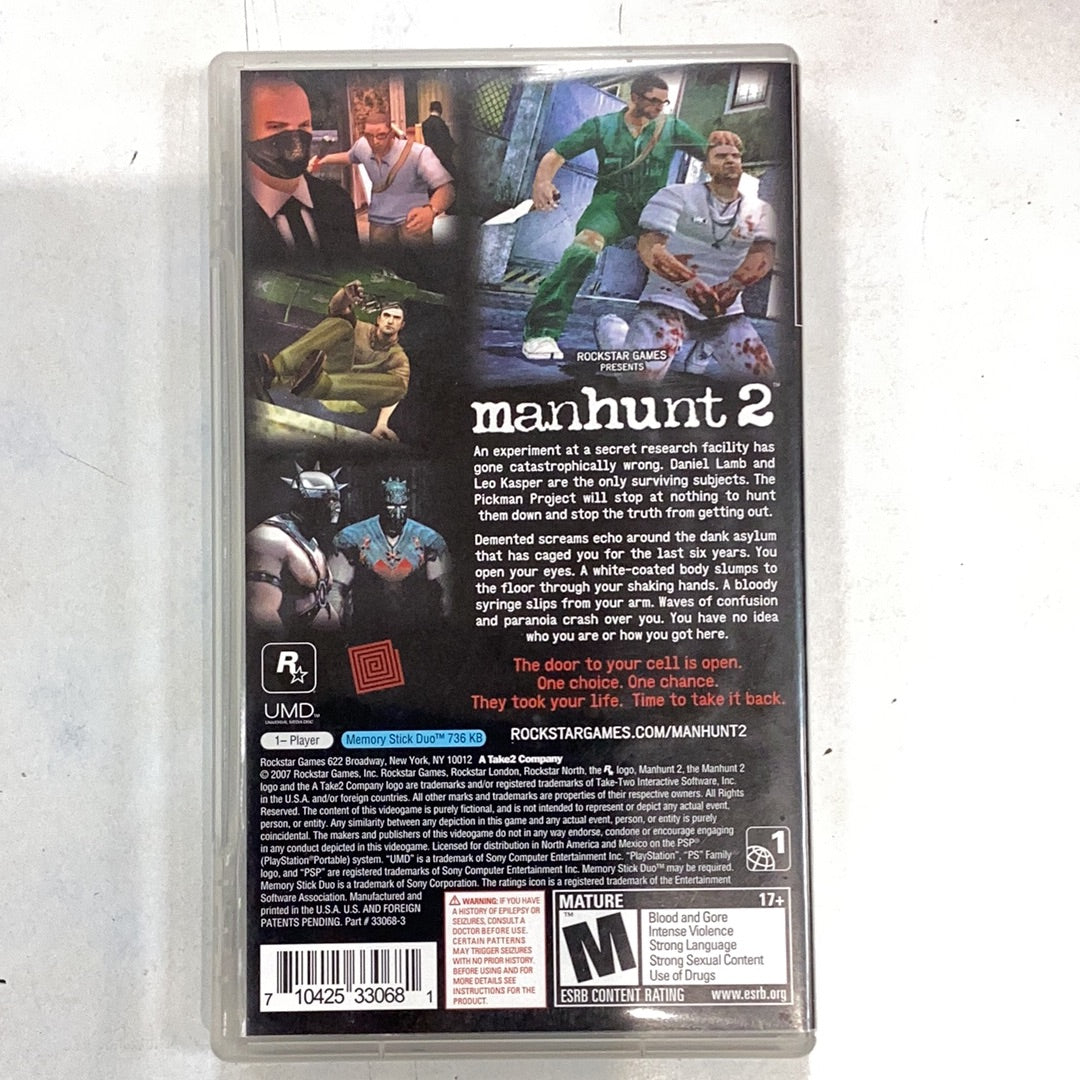 ROCKSTAR GAMES
PRESENTS
manhunt 2™
An experiment at a secret research facility has
gone catastrophically wrong. Daniel Lamb and
Leo Kasper are the only surviving subjects. The
Pickman Project will stop at nothing to hunt
them down and stop the truth from getting out.
Demented screams echo around the dank asylum
that has caged you for the last six years. You
open your eyes. A white-coated body slumps to
the floor through your shaking hands. A bloody
syringe slips from your arm. Waves of confusion
and paranoia crash over you. You have no idea
who you are or how you got here.
The door to your cell is open.
One choice. One chance.
They took your life. Time to take it back.
R
UMD™
UNIVERSAL MEDIA DISC
1- Player
Memory Stick Duo™ 736 KB
ROCKSTARGAMES.COM/MANHUNT2
Rockstar Games 622 Broadway, New York, NY 10012 A Take2 Company
© 2007 Rockstar Games, Inc. Rockstar Games, Rockstar London, Rockstar North, the R logo, Manhunt 2, the Manhunt 2
logo and the A Take2 Company logo are trademarks and/or registered trademarks of Take-Two Interactive Software, Inc.
in the U.S.A. and/or foreign countries. All other marks and trademarks are properties of their respective owners. All Rights
Reserved. The content of this videogame is purely fictional, and is not intended to represent or depict any actual event,
person, or entity. Any similarity between any depiction in this game and any actual event, person, or entity is purely
coincidental. The makers and publishers of this videogame do not in any way endorse, condone or encourage engaging
in any conduct depicted in this videogame. Licensed for distribution in North America and Mexico on the PSP®
(PlayStation®Portable) system. "UMD" is a trademark of Sony Computer Entertainment Inc. "PlayStation", "PS" Family
logo, and "PSP" are registered trademarks of Sony Computer Entertainment Inc. Memory Stick Duo™ may be required.
Memory Stick Duo is a trademark of Sony Corporation. The ratings icon is a registered trademark of the Entertainment
Software Association. Manufactured and
printed in the U.S.A. U.S. AND FOREIGN
PATENTS PENDING. Part # 33068-3
1
7 10425 33068 1
WARNING: IF YOU HAVE
A HISTORY OF EPILEPSY OR
SEIZURES, CONSULT A
DOCTOR BEFORE USE.
CERTAIN PATTERNS
MAY TRIGGER SEIZURES
WITH NO PRIOR HISTORY.
BEFORE USING AND FOR
MORE DETAILS SEE
INSTRUCTIONS FOR THE
PRODUCT.
MATURE 17+
™
M
Blood and Gore
Intense Violence
Strong Language
Strong Sexual Content
Use of Drugs
ESRB CONTENT RATING www.esrb.org